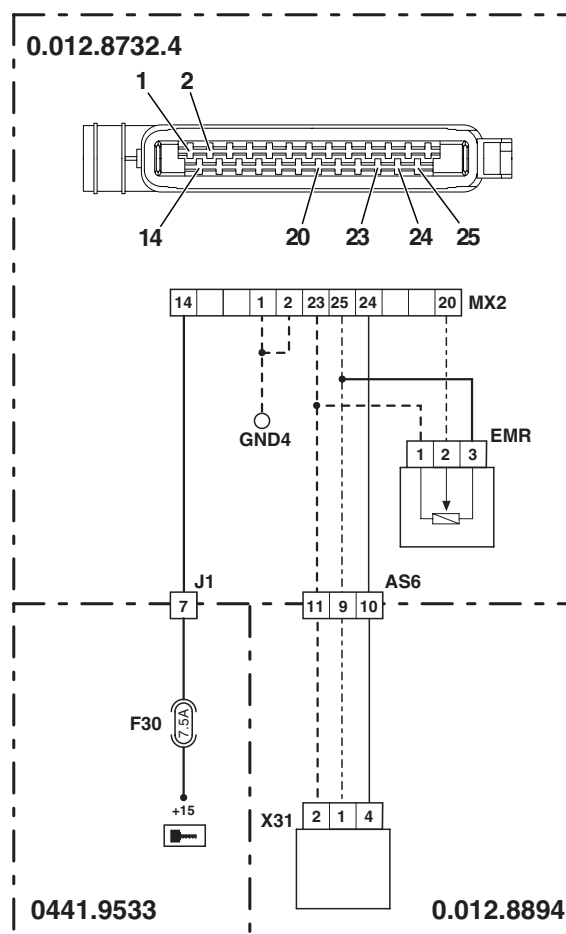 0.012.8732.4
1 2
14 20 23 24 25
14 1 2 23 25 24 20 MX2
GND4
EMR
1 2 3
J1 AS6
7 11 9 10
F30 7.5A
+15
X31 2 1 4
0441.9533 0.012.8894